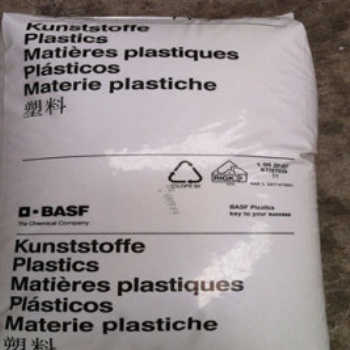 Kunststoffe
Plastics
Matières plastiques
Plásticos
Materie plastiche
塑料
RIGK
BASF
The Chemical Company
BASF Plastics
key to your success
Kunststoffe
Plastics
Matières plastiques
Plásticos
Materie plastiche
塑料